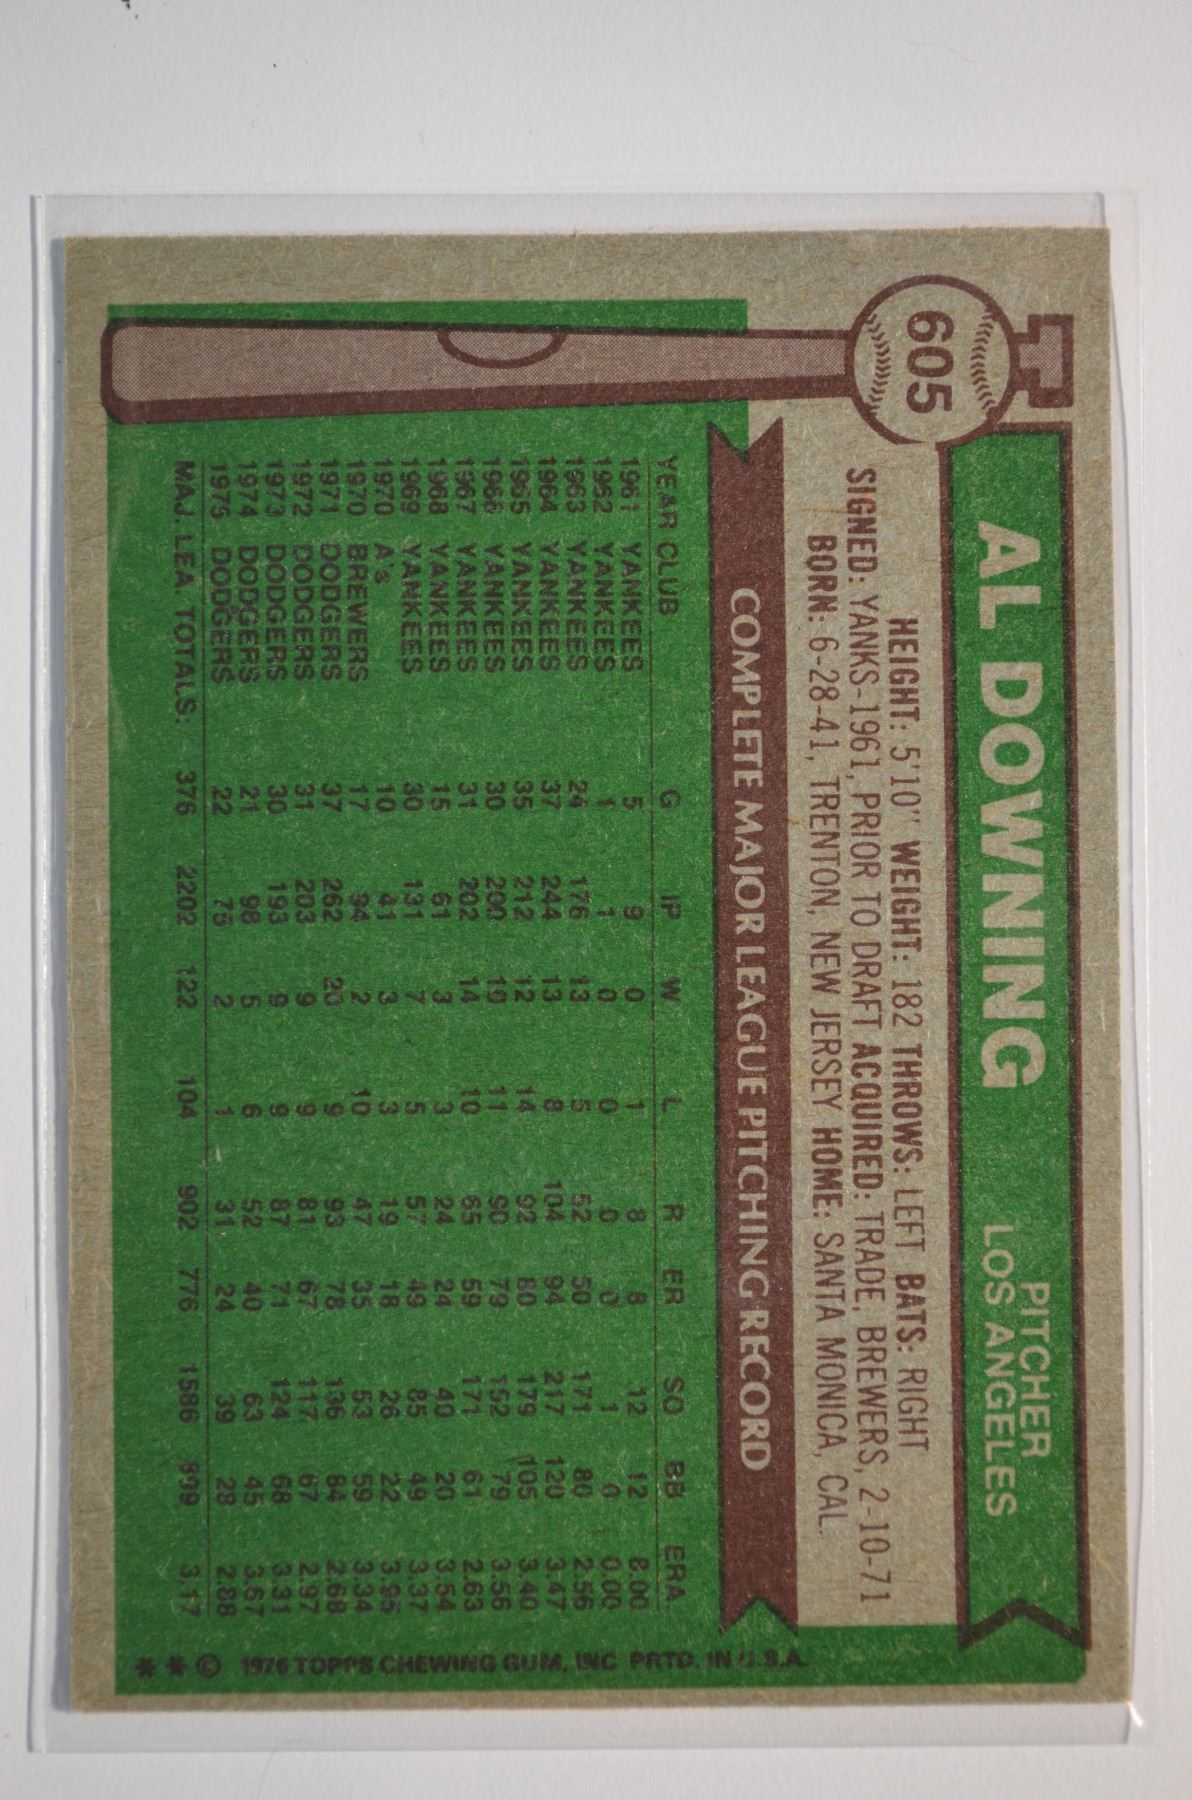 605
AL DOWNING
PITCHER
LOS ANGELES
HEIGHT: 5'10" WEIGHT: 182 THROWS: LEFT BATS: RIGHT
SIGNED: YANKS-1961, PRIOR TO DRAFT ACQUIRED: TRADE, BREWERS, 2-10-71
BORN: 6-28-41, TRENTON, NEW JERSEY HOME: SANTA MONICA, CAL.
COMPLETE MAJOR LEAGUE PITCHING RECORD
YEAR CLUB G IP W L R ER SO BB ERA
1961 YANKEES 5 9 0 1 8 8 12 12 8.00
1962 YANKEES 1 1 0 0 0 0 1 0 0.00
1963 YANKEES 24 176 13 5 52 50 171 80 2.56
1964 YANKEES 37 244 13 8 104 94 217 120 3.47
1965 YANKEES 35 212 12 14 92 80 179 105 3.40
1966 YANKEES 30 200 10 11 90 79 152 79 3.56
1967 YANKEES 31 202 14 10 65 59 171 61 2.63
1968 YANKEES 15 61 3 3 24 24 40 20 3.54
1969 YANKEES 30 131 7 5 57 49 85 49 3.37
1970 A's 10 41 3 3 19 18 26 22 3.95
1970 BREWERS 17 94 2 10 47 35 53 59 3.34
1971 DODGERS 37 262 20 9 93 78 136 84 2.68
1972 DODGERS 31 203 9 9 81 67 117 67 2.97
1973 DODGERS 30 193 9 9 87 71 124 68 3.31
1974 DODGERS 21 98 5 6 52 40 63 45 3.67
1975 DODGERS 22 75 2 1 31 24 39 28 2.88
MAJ. LEA. TOTALS: 376 2202 122 104 902 776 1586 899 3.17
**© 1976 TOPPS CHEWING GUM, INC. PRTD. IN U.S.A.